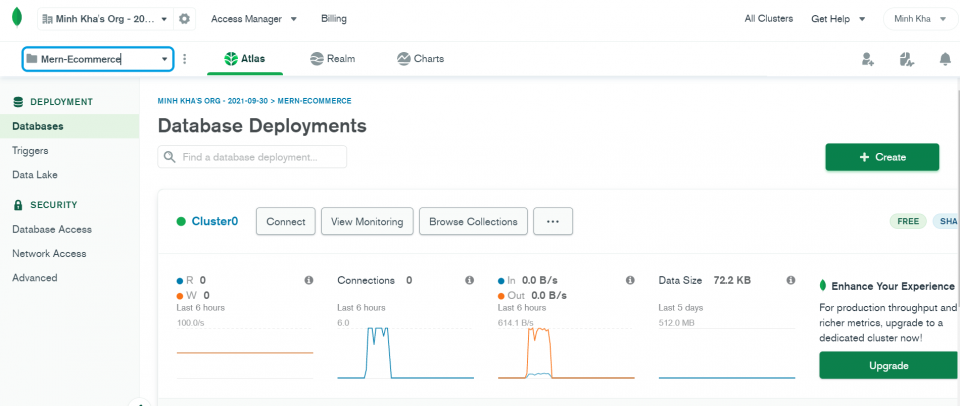 Minh Kha's Org - 20...
Access Manager
Billing
All Clusters
Get Help
Minh Kha
Mern-Ecommerce
Atlas
Realm
Charts
DEPLOYMENT
Databases
Triggers
Data Lake
SECURITY
Database Access
Network Access
Advanced
MINH KHA'S ORG - 2021-09-30 > MERN-ECOMMERCE
Database Deployments
Find a database deployment...
+ Create
Cluster0
Connect
View Monitoring
Browse Collections
...
FREE
SHA
R 0
W 0
Last 6 hours
100.0/s
Connections 0
Last 6 hours
6.0
In 0.0 B/s
Out 0.0 B/s
Last 6 hours
614.1 B/s
Data Size 72.2 KB
Last 5 days
512.0 MB
Enhance Your Experience
For production throughput and
richer metrics, upgrade to a
dedicated cluster now!
Upgrade